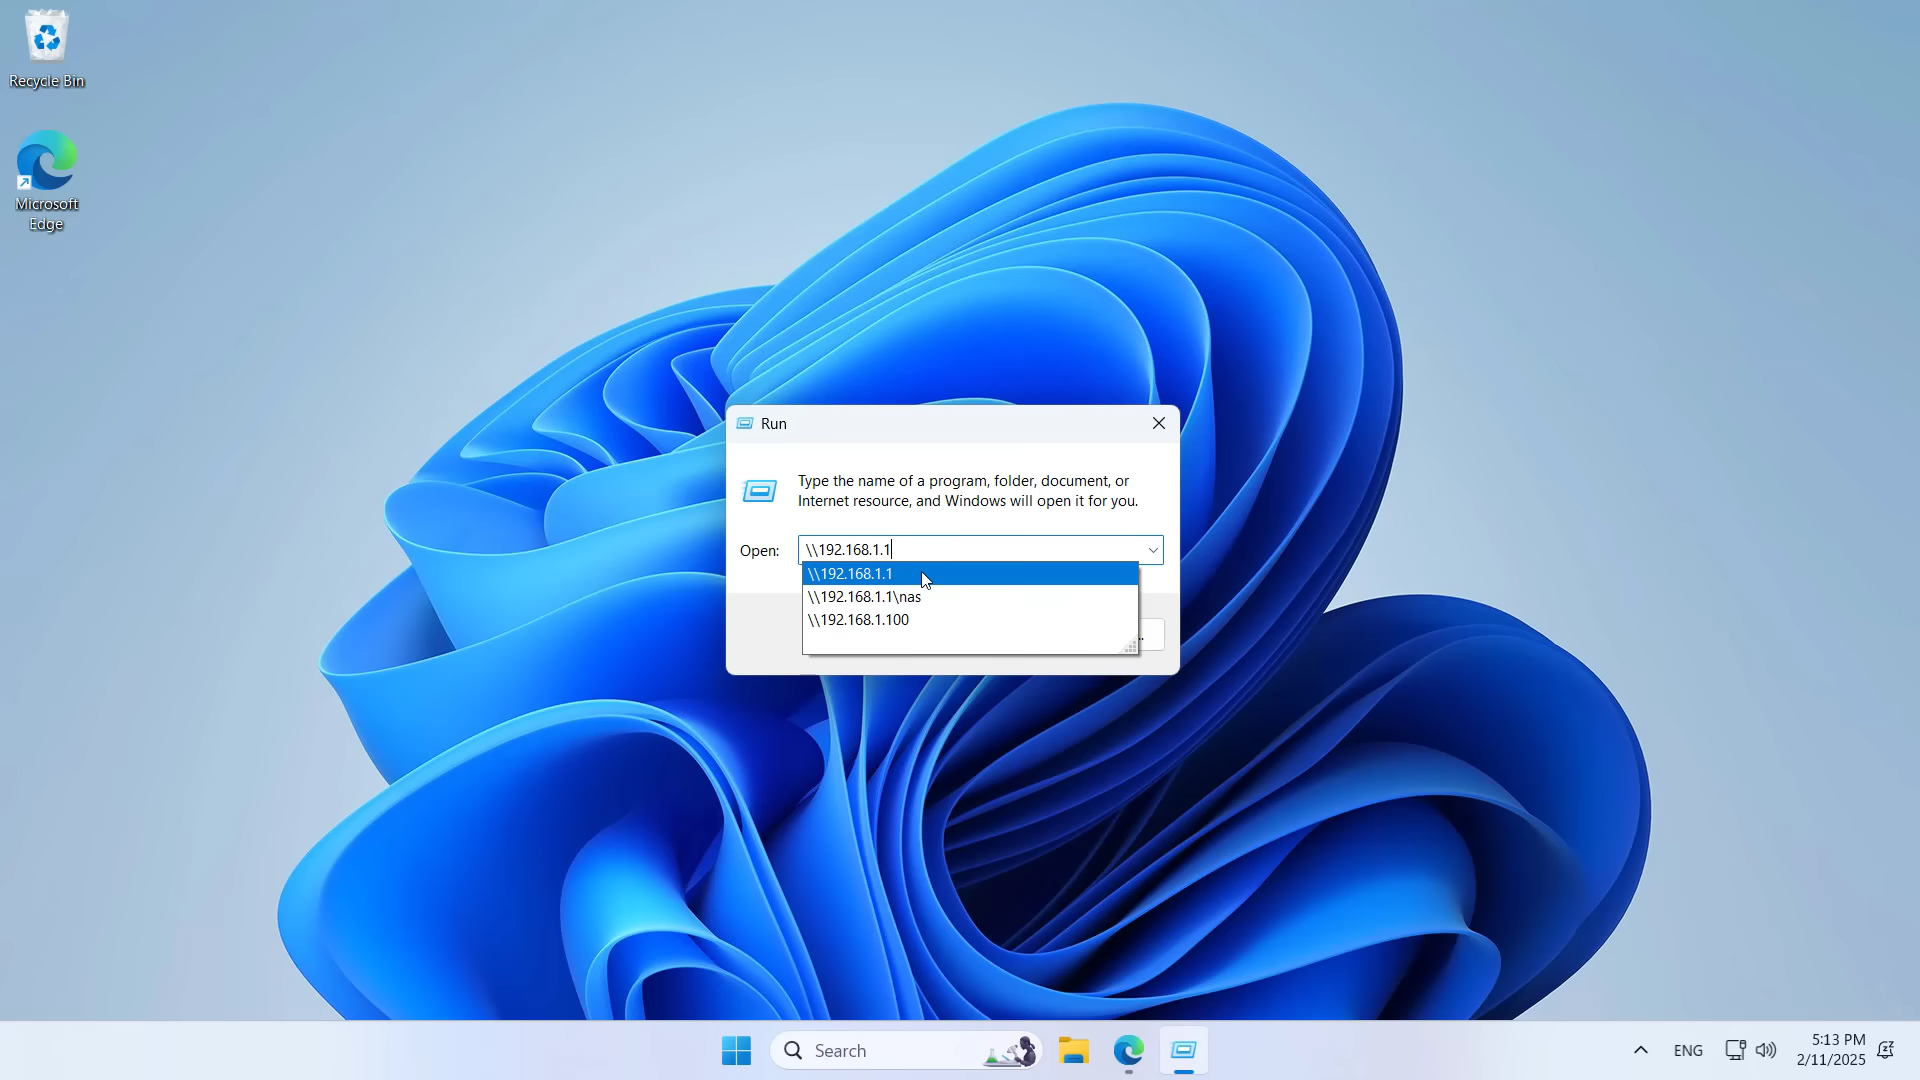 Recycle Bin
Microsoft
Edge
Run
Type the name of a program, folder, document, or
Internet resource, and Windows will open it for you.
Open:
\\192.168.1.1
\\192.168.1.1
\\192.168.1.1\nas
\\192.168.1.100
Search
ENG
5:13 PM
2/11/2025